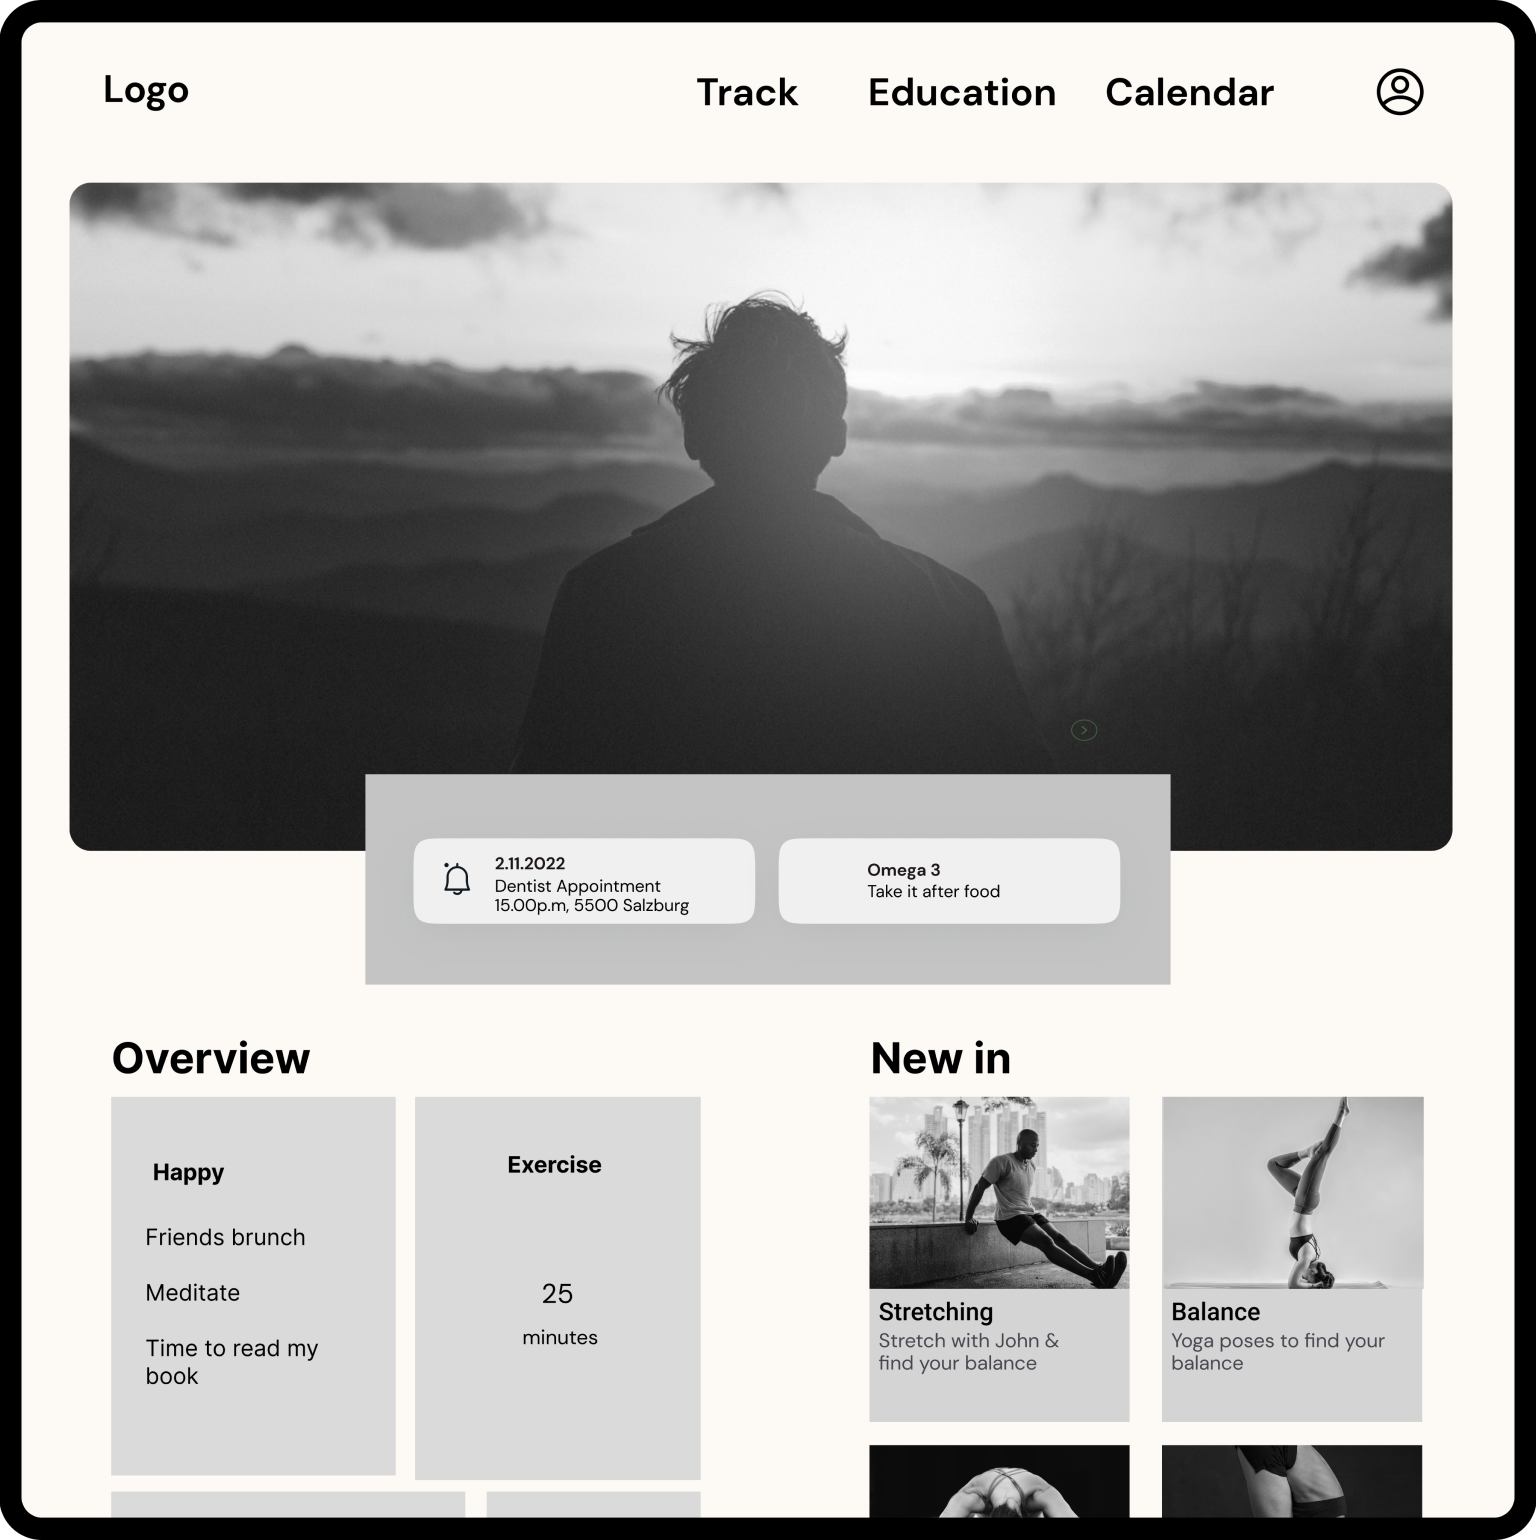 Logo
Track
Education
Calendar
2.11.2022
Dentist Appointment
15.00p.m, 5500 Salzburg
Omega 3
Take it after food
Overview
Happy
Friends brunch
Meditate
Time to read my
book
Exercise
25
minutes
New in
Stretching
Stretch with John &
find your balance
Balance
Yoga poses to find your
balance